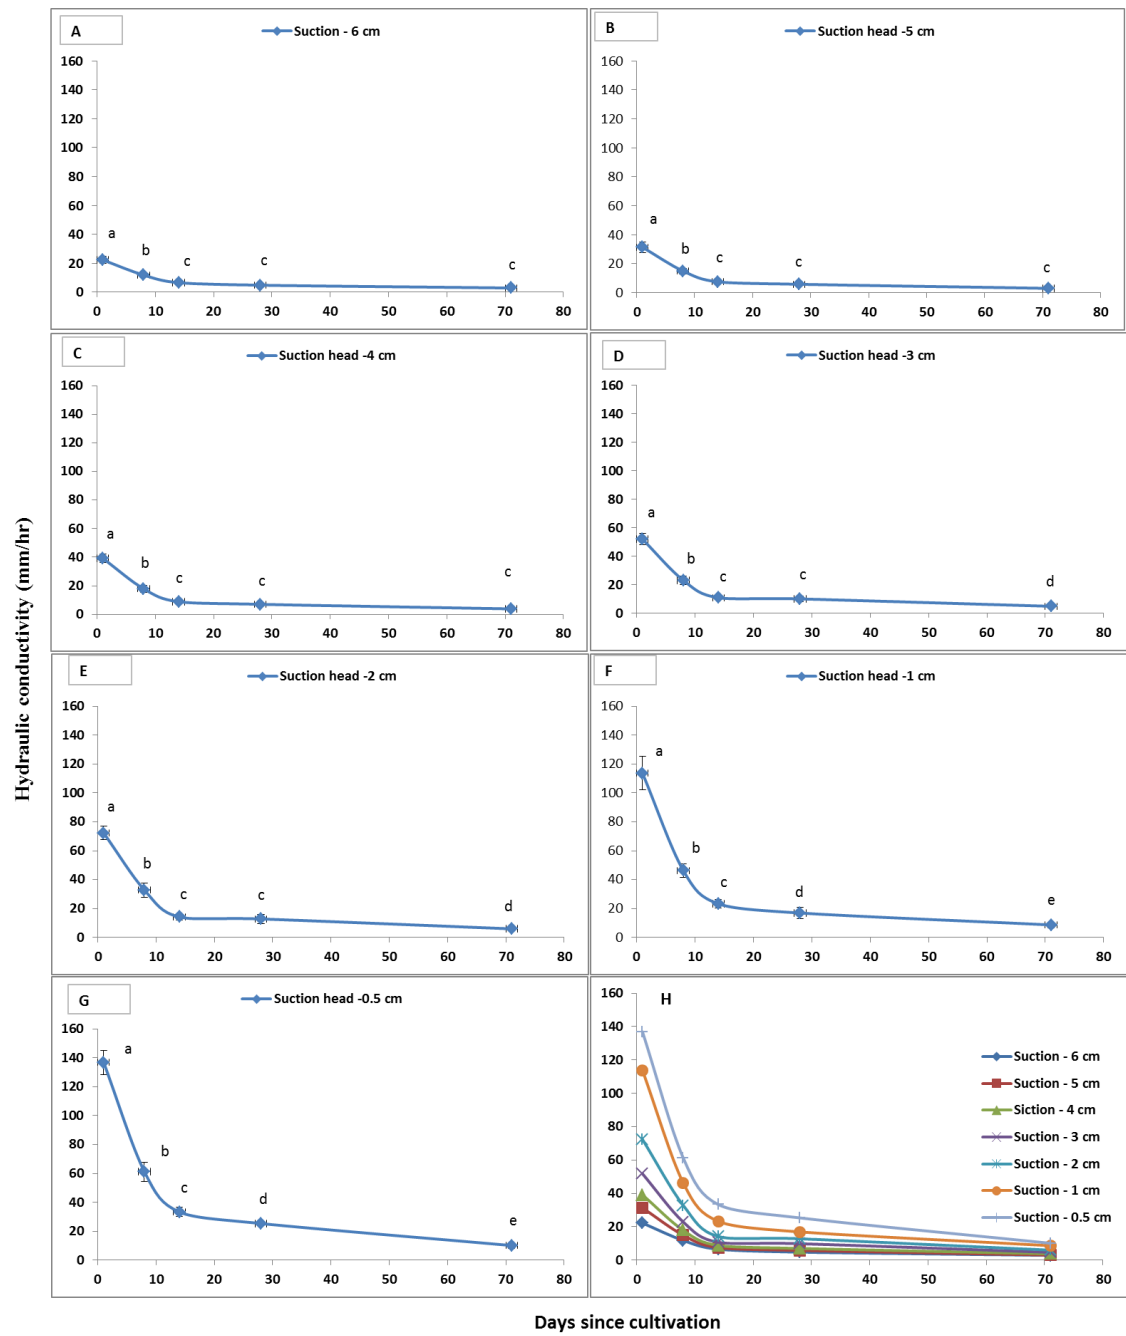 A
Suction - 6 cm
160
140
120
100
80
60
40
20
0
a
b
c
c
c
0 10 20 30 40 50 60 70 80
B
Suction head -5 cm
160
140
120
100
80
60
40
20
0
a
b
c
c
c
0 10 20 30 40 50 60 70 80
C
Suction head -4 cm
160
140
120
100
80
60
40
20
0
a
b
c
c
c
0 10 20 30 40 50 60 70 80
D
Suction head -3 cm
160
140
120
100
80
60
40
20
0
a
b
c
c
d
0 10 20 30 40 50 60 70 80
Hydraulic conductivity (mm/hr)
E
Suction head -2 cm
160
140
120
100
80
60
40
20
0
a
b
c
c
d
0 10 20 30 40 50 60 70 80
F
Suction head -1 cm
160
140
120
100
80
60
40
20
0
a
b
c
d
e
0 10 20 30 40 50 60 70 80
G
Suction head -0.5 cm
160
140
120
100
80
60
40
20
0
a
b
c
d
e
0 10 20 30 40 50 60 70 80
H
160
140
120
100
80
60
40
20
0
Suction - 6 cm
Suction - 5 cm
Siction - 4 cm
Suction - 3 cm
Suction - 2 cm
Suction - 1 cm
Suction - 0.5 cm
0 10 20 30 40 50 60 70 80
Days since cultivation